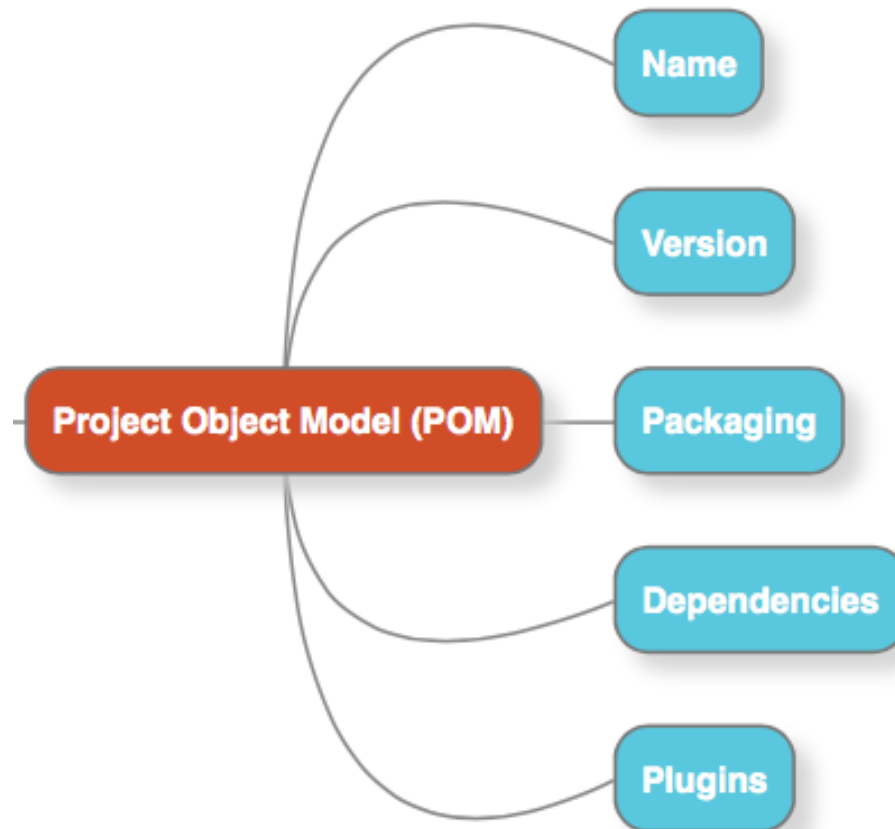 Name
Version
Project Object Model (POM)
Packaging
Dependencies
Plugins